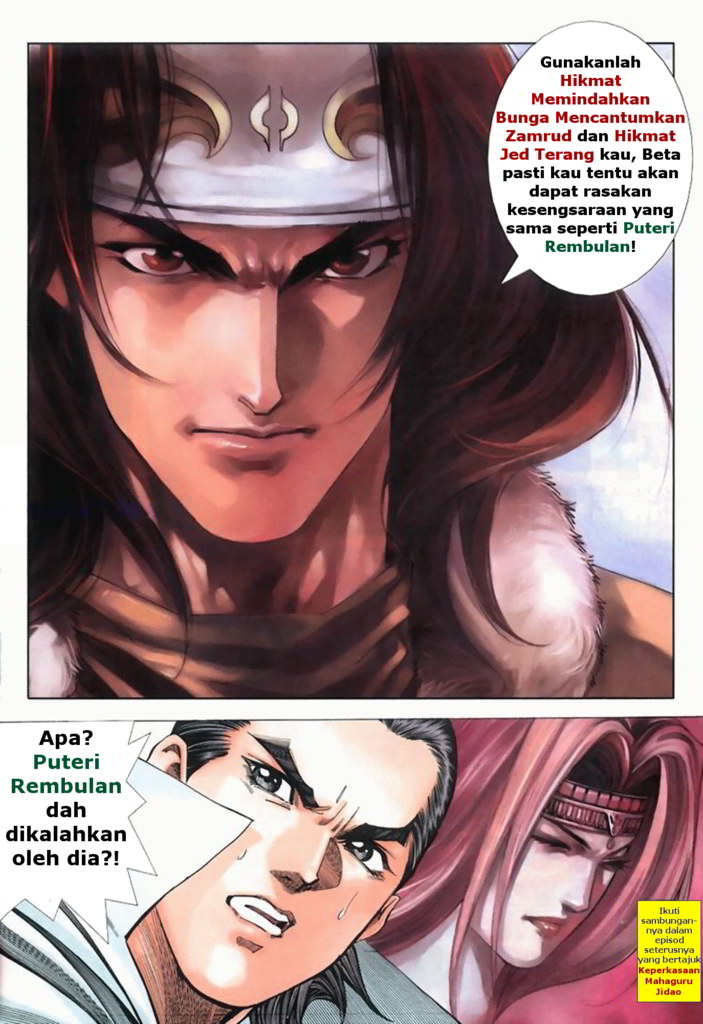 Gunakanlah
Hikmat
Memindahkan
Bunga Mencantumkan
Zamrud dan Hikmat
Jed Terang kau, Beta
pasti kau tentu akan
dapat rasakan
kesengsaraan yang
sama seperti Puteri
Rembulan!
Apa?
Puteri
Rembulan
dah
dikalahkan
oleh dia?!
Ikuti
sambungan-
nya dalam
episod
seterusnya
yang bertajuk
Keperkasaan
Mahaguru
Jidao